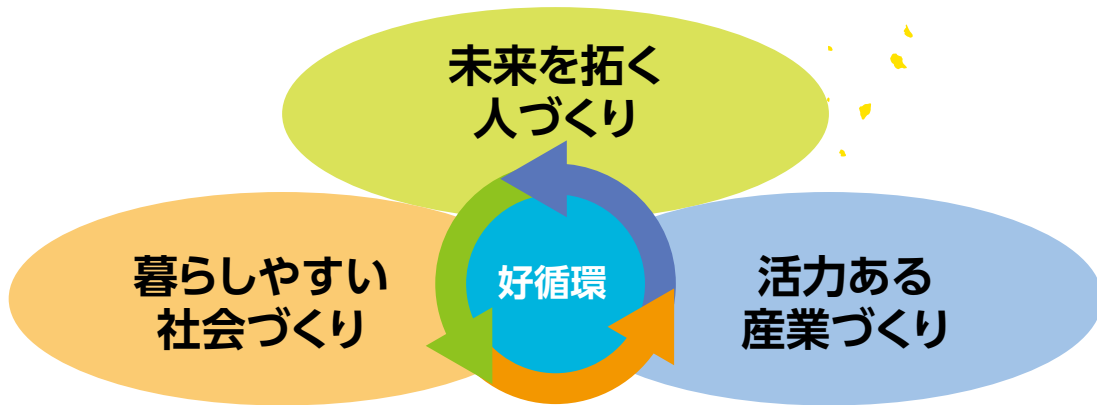 未来を拓く
人づくり
暮らしやすい
社会づくり
好循環
活力ある
産業づくり